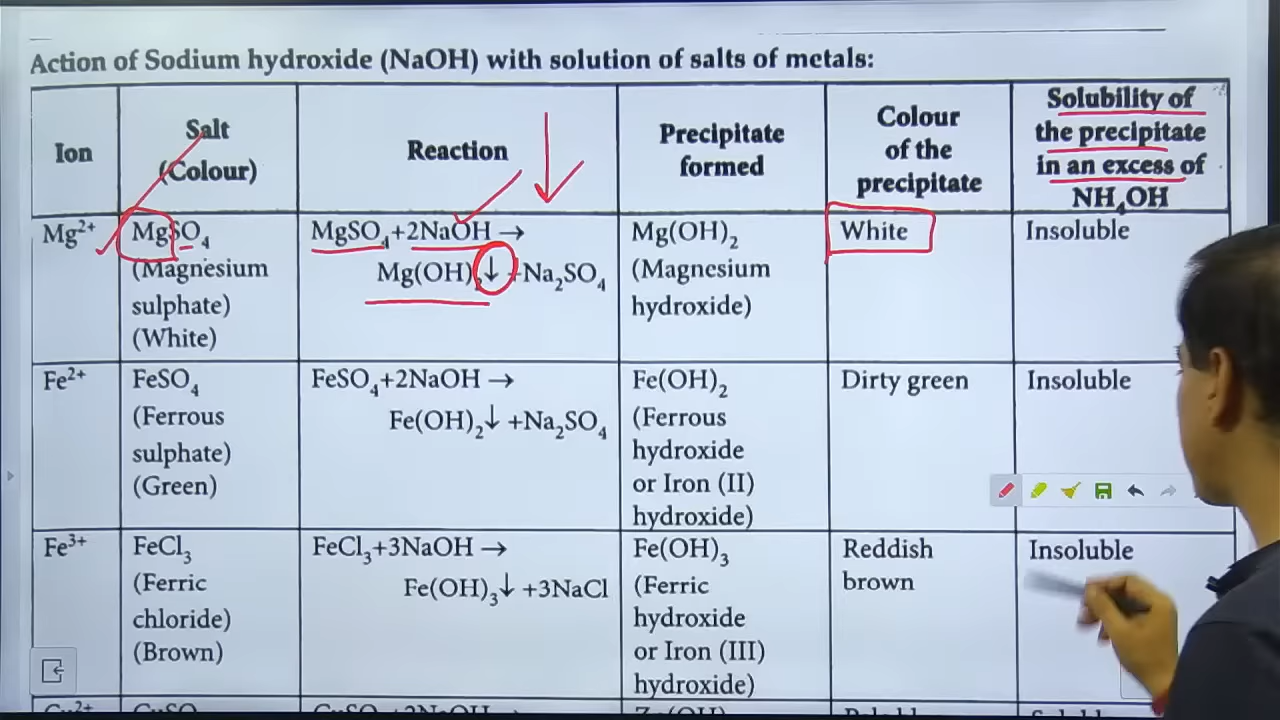 Action of Sodium hydroxide (NaOH) with solution of salts of metals:
Ion
Salt
(Colour)
Reaction
Precipitate
formed
Colour
of the
precipitate
Solubility of
the precipitate
in an excess of
NH₄OH
Mg²⁺
MgSO₄
(Magnesium
sulphate)
(White)
MgSO₄+2NaOH →
Mg(OH)₂↓ +Na₂SO₄
Mg(OH)₂
(Magnesium
hydroxide)
White
Insoluble
Fe²⁺
FeSO₄
(Ferrous
sulphate)
(Green)
FeSO₄+2NaOH →
Fe(OH)₂↓ +Na₂SO₄
Fe(OH)₂
(Ferrous
hydroxide
or Iron (II)
hydroxide)
Dirty green
Insoluble
Fe³⁺
FeCl₃
(Ferric
chloride)
(Brown)
FeCl₃+3NaOH →
Fe(OH)₃↓ +3NaCl
Fe(OH)₃
(Ferric
hydroxide
or Iron (III)
hydroxide)
Reddish
brown
Insoluble